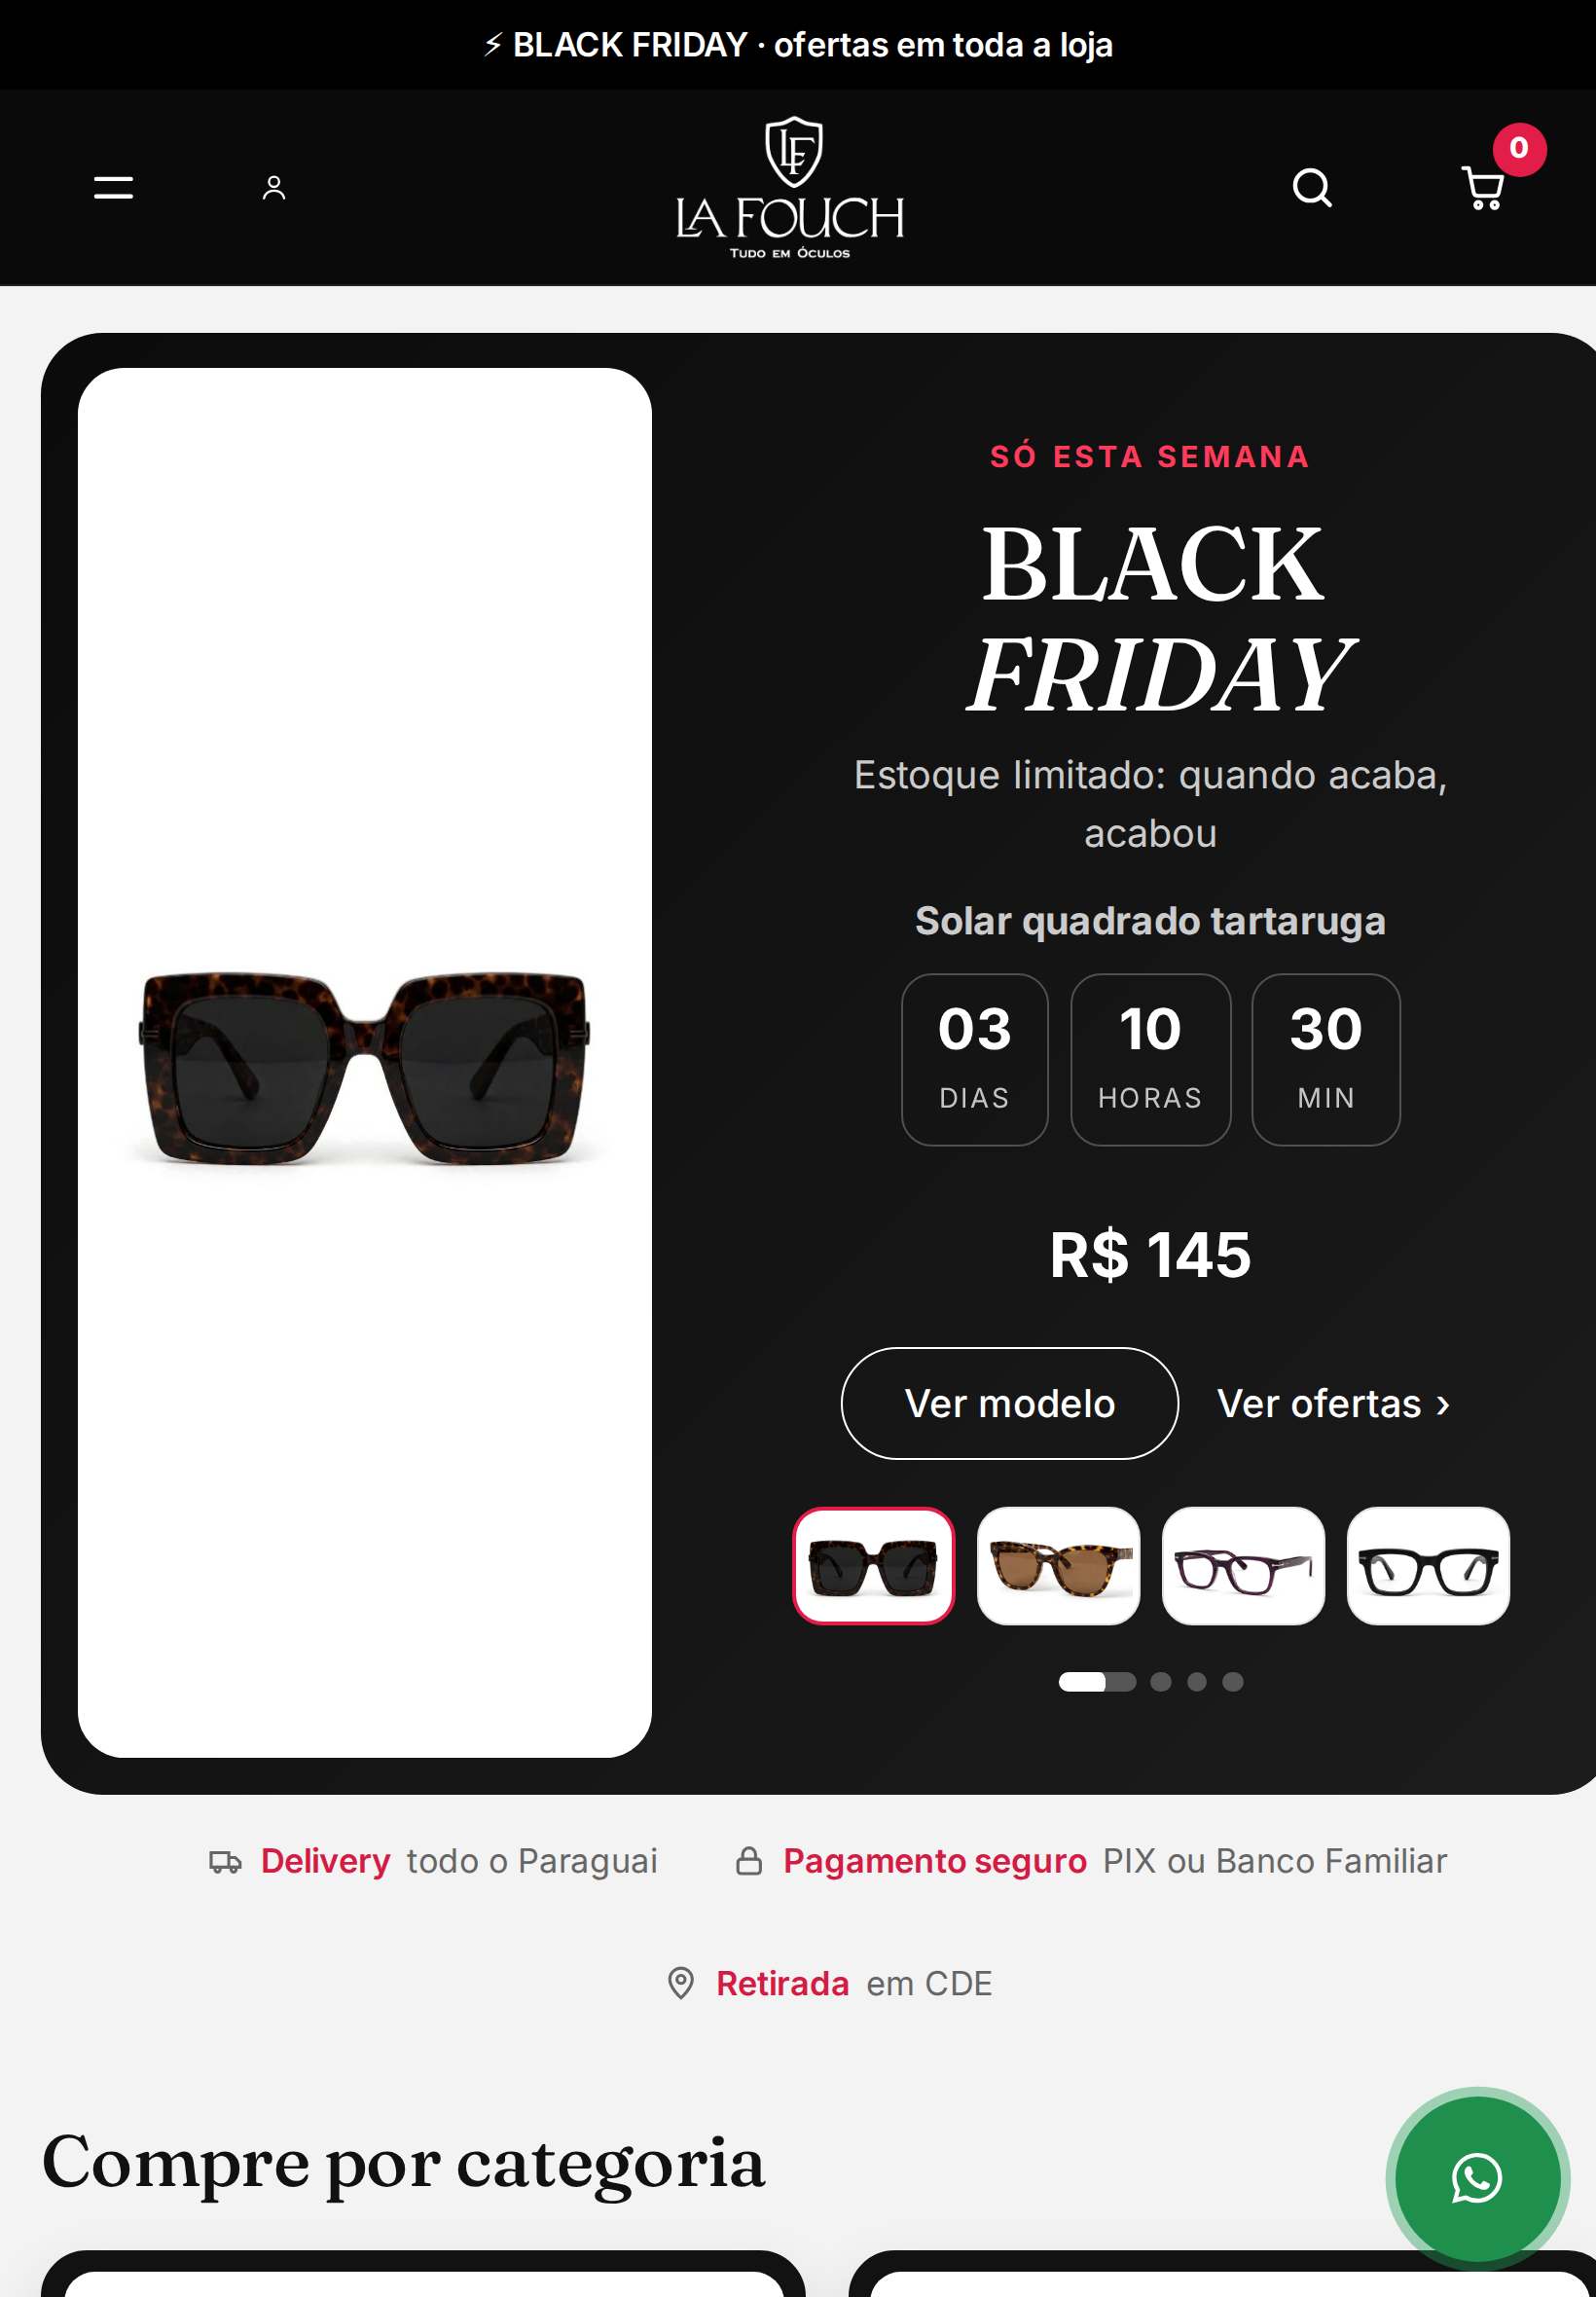 ⚡ BLACK FRIDAY · ofertas em toda a loja
0
LF
LA FOUCH
TUDO EM ÓCULOS
SÓ ESTA SEMANA
BLACK
FRIDAY
Estoque limitado: quando acaba,
acabou
Solar quadrado tartaruga
03 10 30
DIAS HORAS MIN
R$ 145
Ver modelo Ver ofertas ›
Delivery todo o Paraguai Pagamento seguro PIX ou Banco Familiar
Retirada em CDE
Compre por categoria